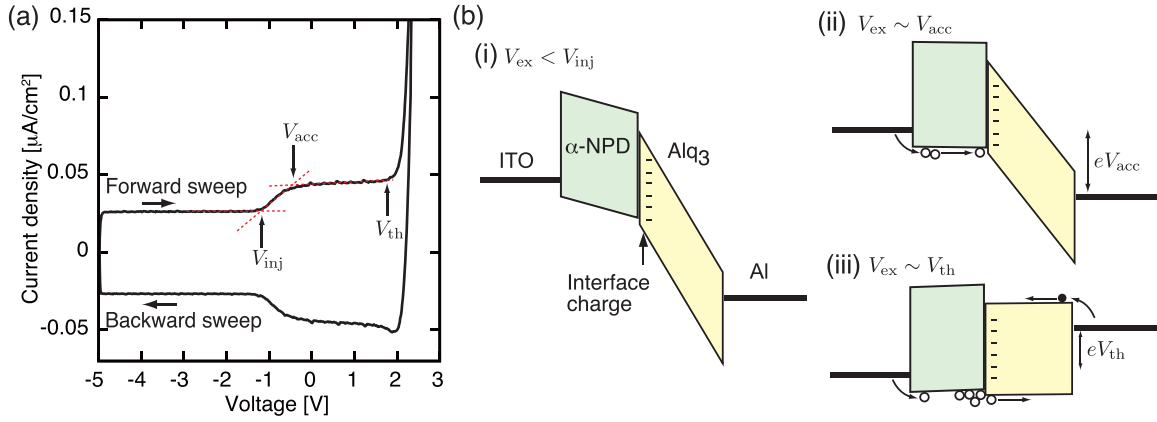 (a)
0.15
0.1
0.05
0
-0.05
Current density [μA/cm²]
V_acc
Forward sweep
V_th
V_inj
Backward sweep
-5 -4 -3 -2 -1 0 1 2 3
Voltage [V]
(b)
(i) V_ex < V_inj
α-NPD
ITO
Alq₃
Interface
charge
Al
(ii) V_ex ∼ V_acc
eV_acc
(iii) V_ex ∼ V_th
eV_th